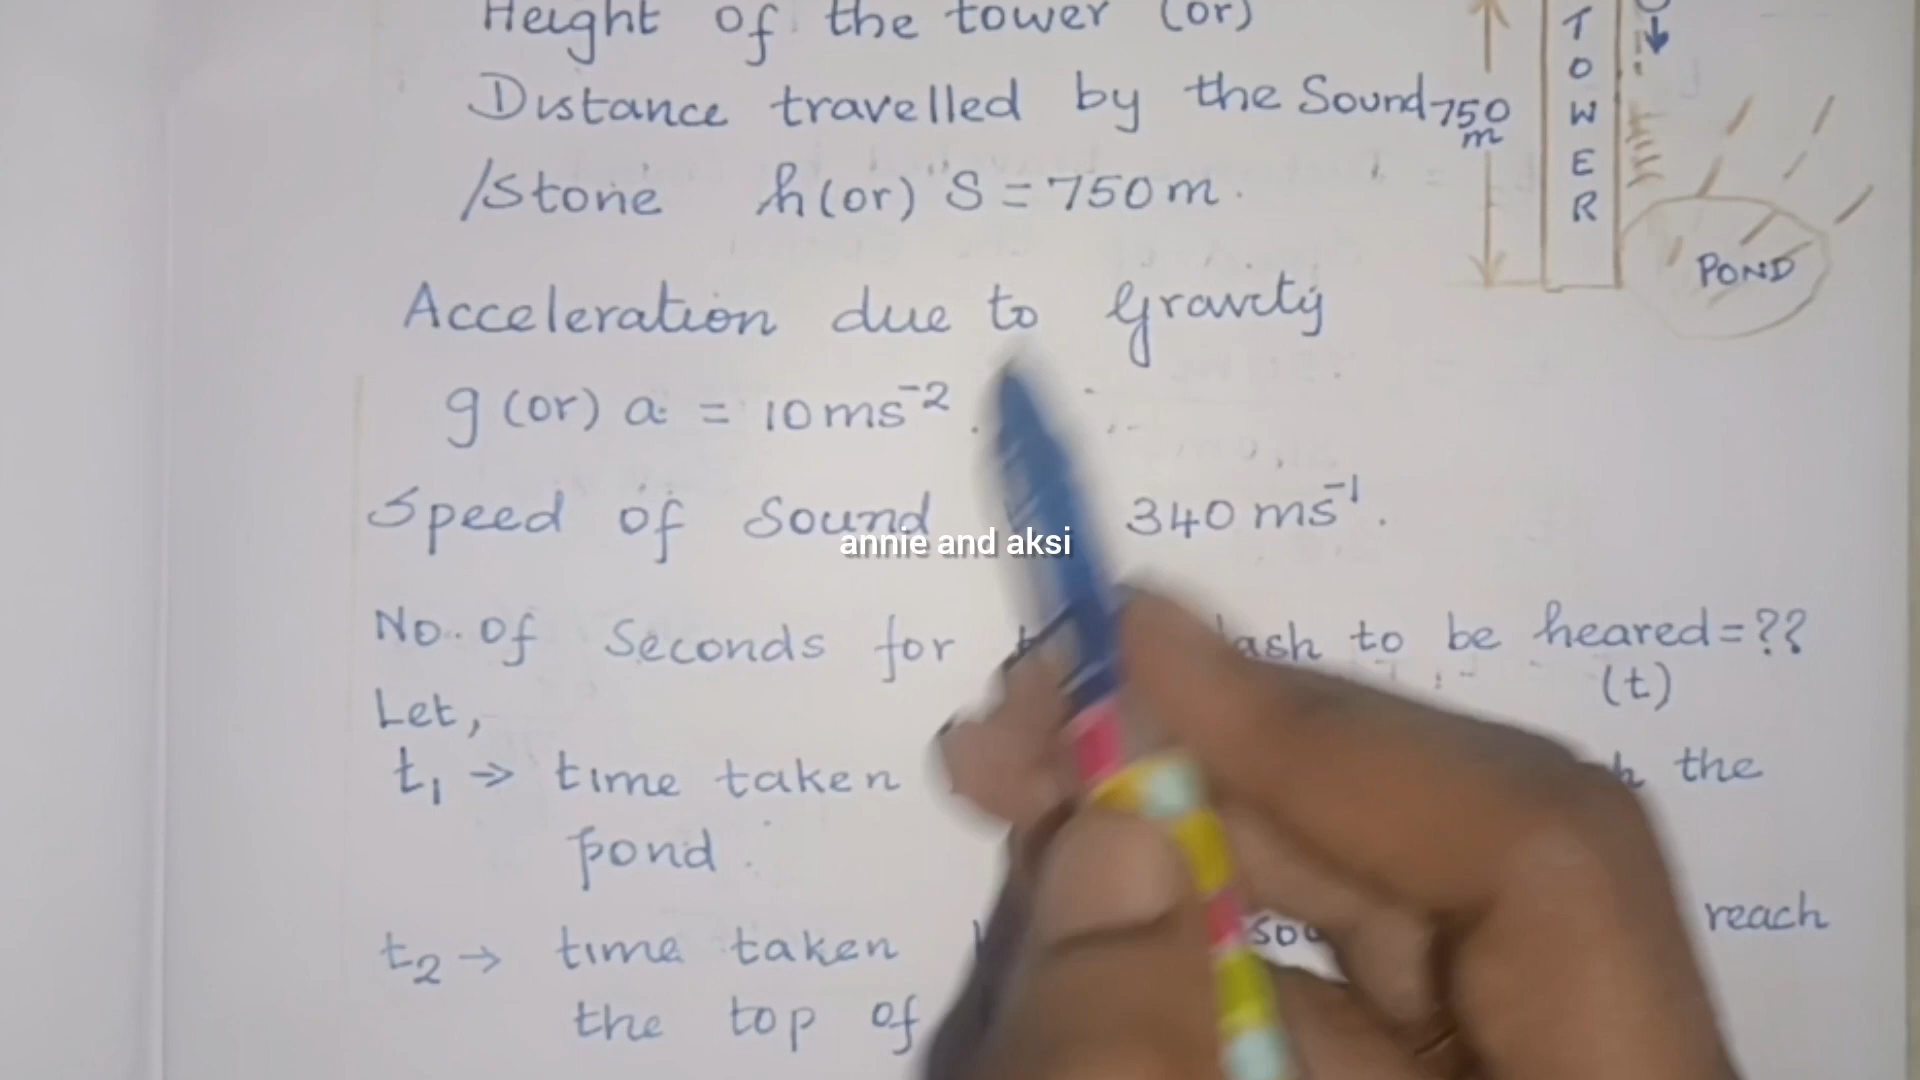 Height of the tower (or)
Distance travelled by the Sound
/Stone h(or) S = 750 m.
Acceleration due to gravity
g (or) a = 10 ms⁻².
Speed of Sound 340 ms⁻¹.
No. of Seconds for to be heared = ??
(t)
Let,
t₁ → time taken the
pond.
t₂ → time taken reach
the top of
750
m
TOWER
POND
annie and aksi